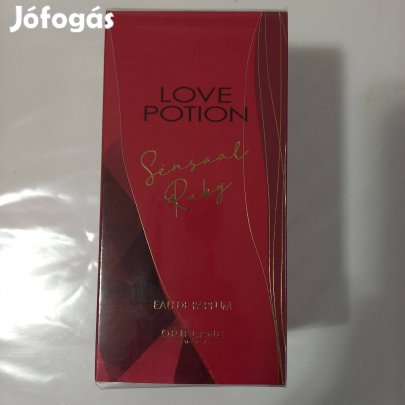 Jófogás
LOVE
POTION
Sensual
Ruby
EAU DE PARFUM
ORIFLAME